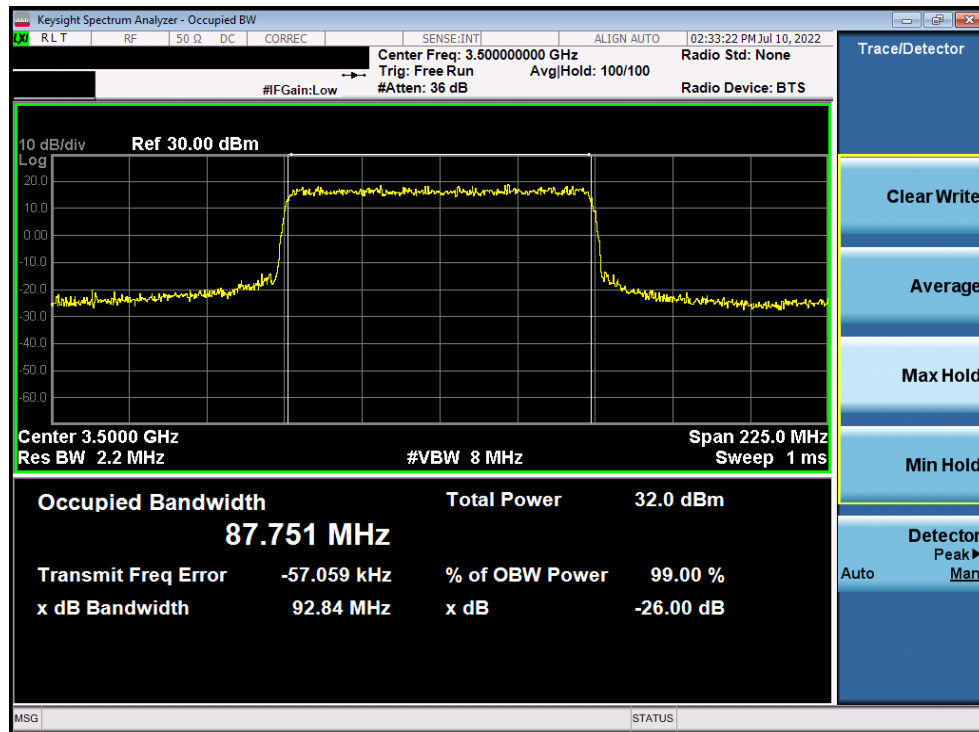 Keysight Spectrum Analyzer - Occupied BW
LXI RLT RF 50 Ω DC CORREC SENSE:INT ALIGN AUTO 02:33:22 PM Jul 10, 2022
Center Freq: 3.500000000 GHz Radio Std: None
Trig: Free Run Avg|Hold: 100/100
#IFGain:Low #Atten: 36 dB Radio Device: BTS
10 dB/div Ref 30.00 dBm
Log
20.0
10.0
0.00
-10.0
-20.0
-30.0
-40.0
-50.0
-60.0
Center 3.5000 GHz Span 225.0 MHz
Res BW 2.2 MHz #VBW 8 MHz Sweep 1 ms
Occupied Bandwidth Total Power 32.0 dBm
87.751 MHz
Transmit Freq Error -57.059 kHz % of OBW Power 99.00 %
x dB Bandwidth 92.84 MHz x dB -26.00 dB
MSG STATUS
Trace/Detector
Clear Write
Average
Max Hold
Min Hold
Detector
Peak▶
Auto Man